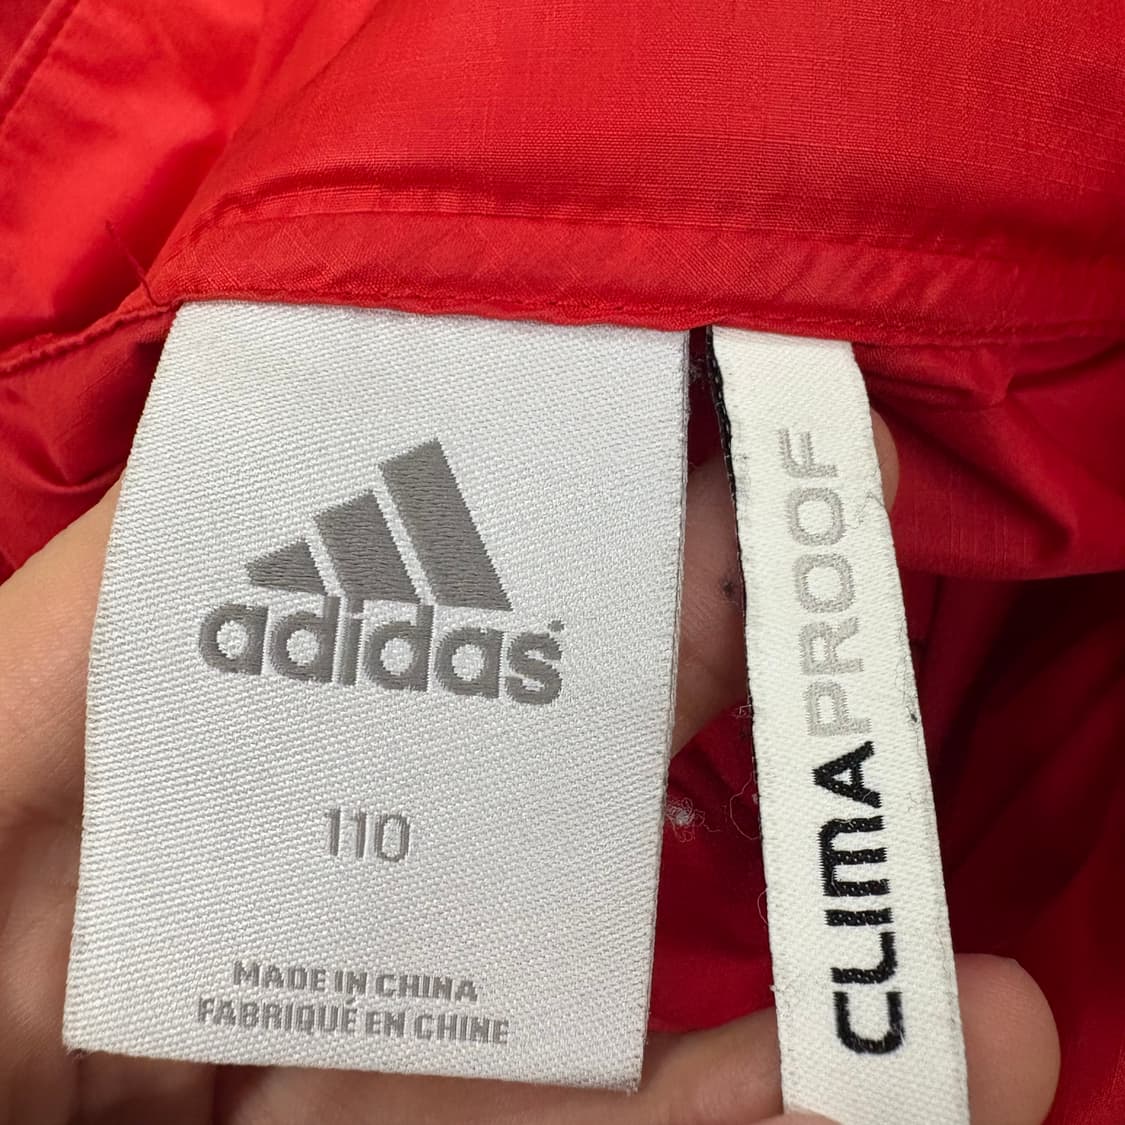 adidas
110
MADE IN CHINA
FABRIQUÉ EN CHINE
CLIMAPROOF